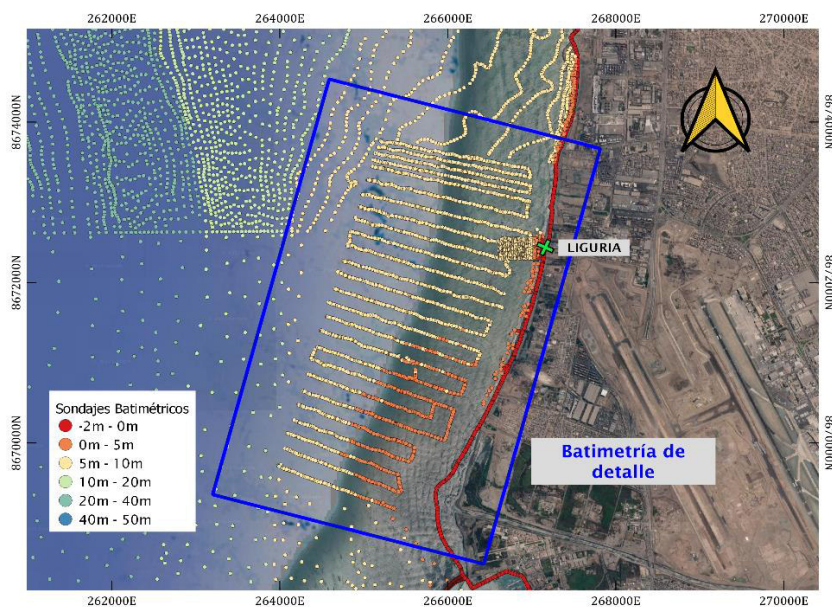 262000E 264000E 266000E 268000E 270000E
8674000N
8674000N
LIGURIA
8672000N
8672000N
Sondajes Batimétricos
-2m - 0m
0m - 5m
5m - 10m
10m - 20m
20m - 40m
40m - 50m
Batimetría de
detalle
8670000N
8670000N
262000E 264000E 266000E 268000E 270000E